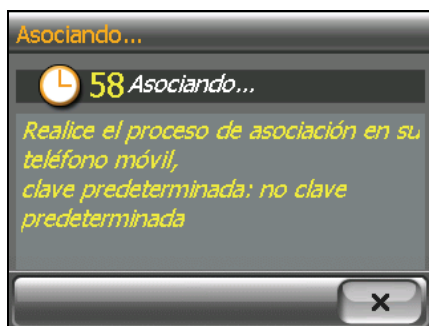 Asociando...
58 Asociando...
Realice el proceso de asociación en su
teléfono móvil,
clave predeterminada: no clave
predeterminada